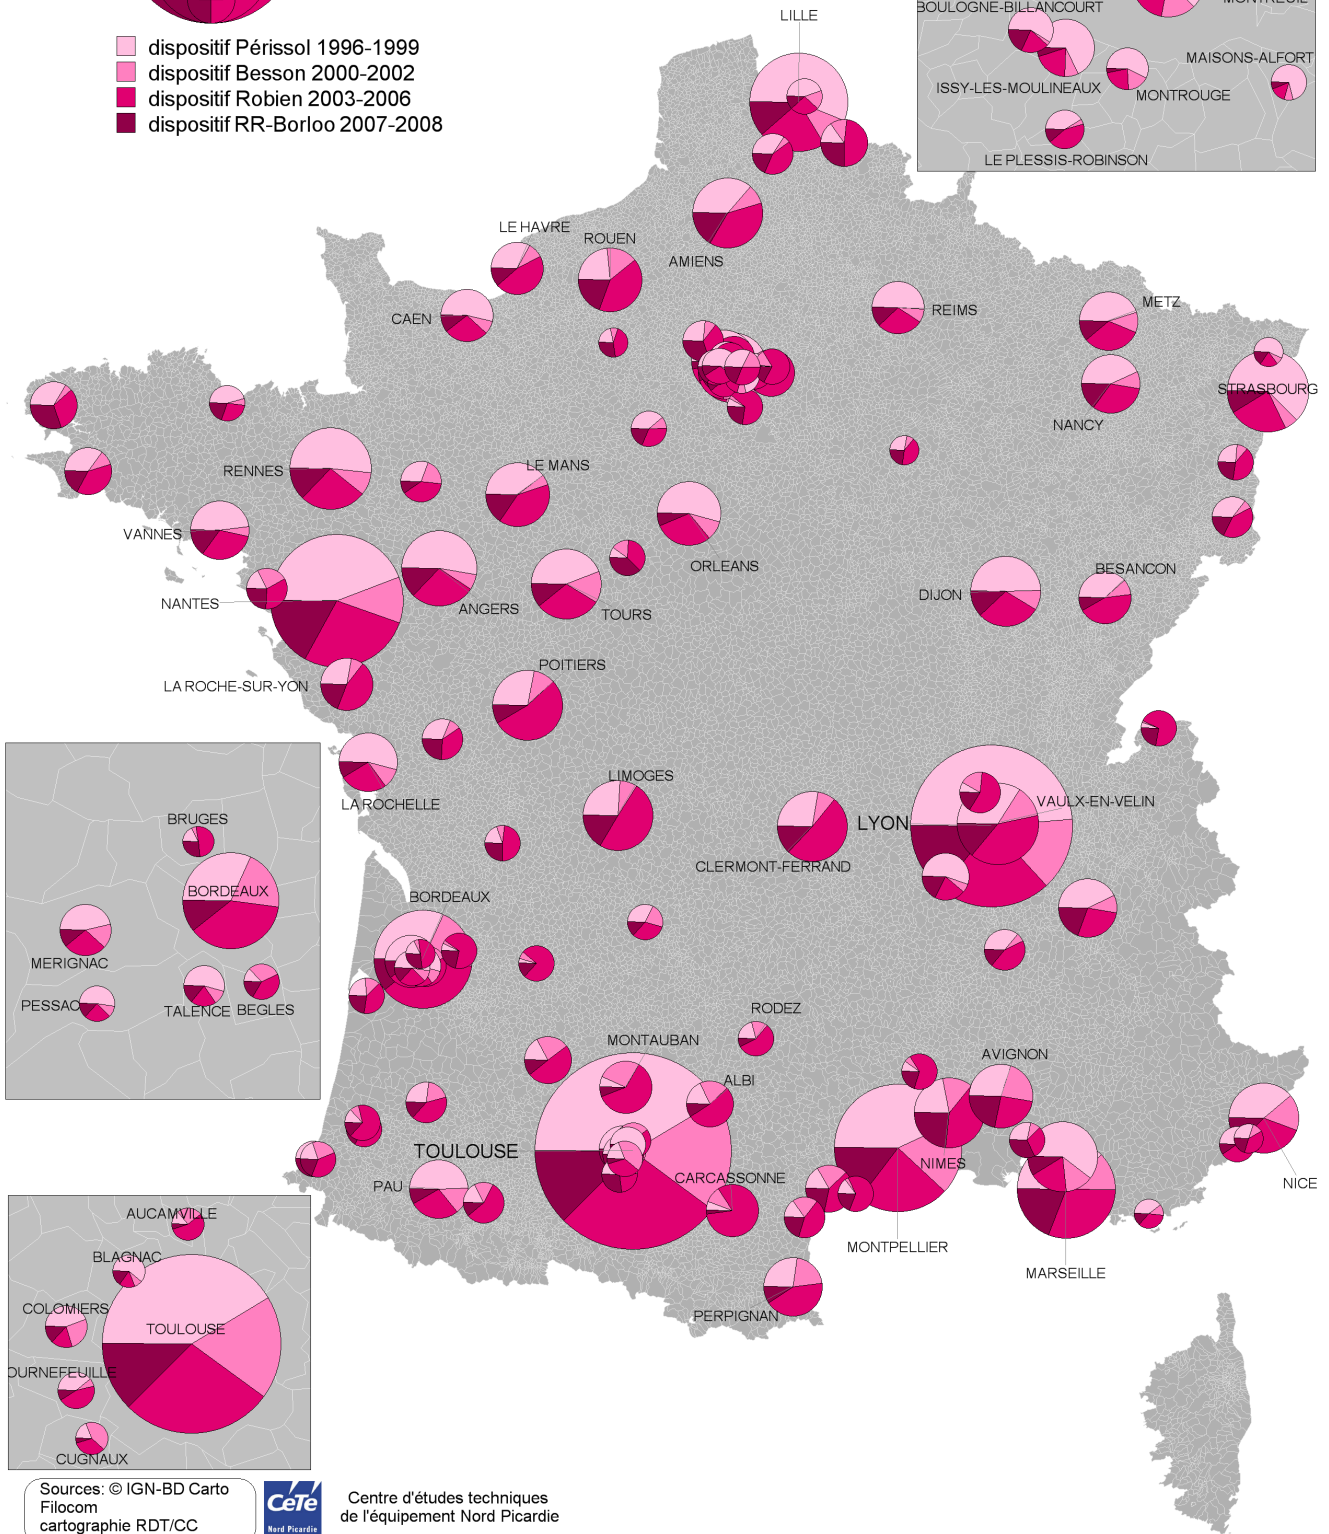 dispositif Périssol 1996-1999
dispositif Besson 2000-2002
dispositif Robien 2003-2006
dispositif RR-Borloo 2007-2008
LILLE
BOULOGNE-BILLANCOURT
MONTREUIL
MAISONS-ALFORT
ISSY-LES-MOULINEAUX
MONTROUGE
LE PLESSIS-ROBINSON
LE HAVRE
ROUEN
AMIENS
CAEN
REIMS
METZ
STRASBOURG
NANCY
RENNES
LE MANS
VANNES
ORLEANS
BESANCON
DIJON
NANTES
ANGERS
TOURS
POITIERS
LA ROCHE-SUR-YON
LIMOGES
LA ROCHELLE
VAULX-EN-VELIN
LYON
BRUGES
CLERMONT-FERRAND
BORDEAUX
BORDEAUX
MERIGNAC
PESSAC
TALENCE
BEGLES
RODEZ
MONTAUBAN
AVIGNON
ALBI
TOULOUSE
NIMES
CARCASSONNE
PAU
NICE
AUCAMVILLE
MONTPELLIER
BLAGNAC
MARSEILLE
COLOMIERS
PERPIGNAN
TOULOUSE
OURNEFEUILLE
CUGNAUX
Sources: © IGN-BD Carto
Filocom
cartographie RDT/CC
CeTe
Nord Picardie
Centre d'études techniques
de l'équipement Nord Picardie